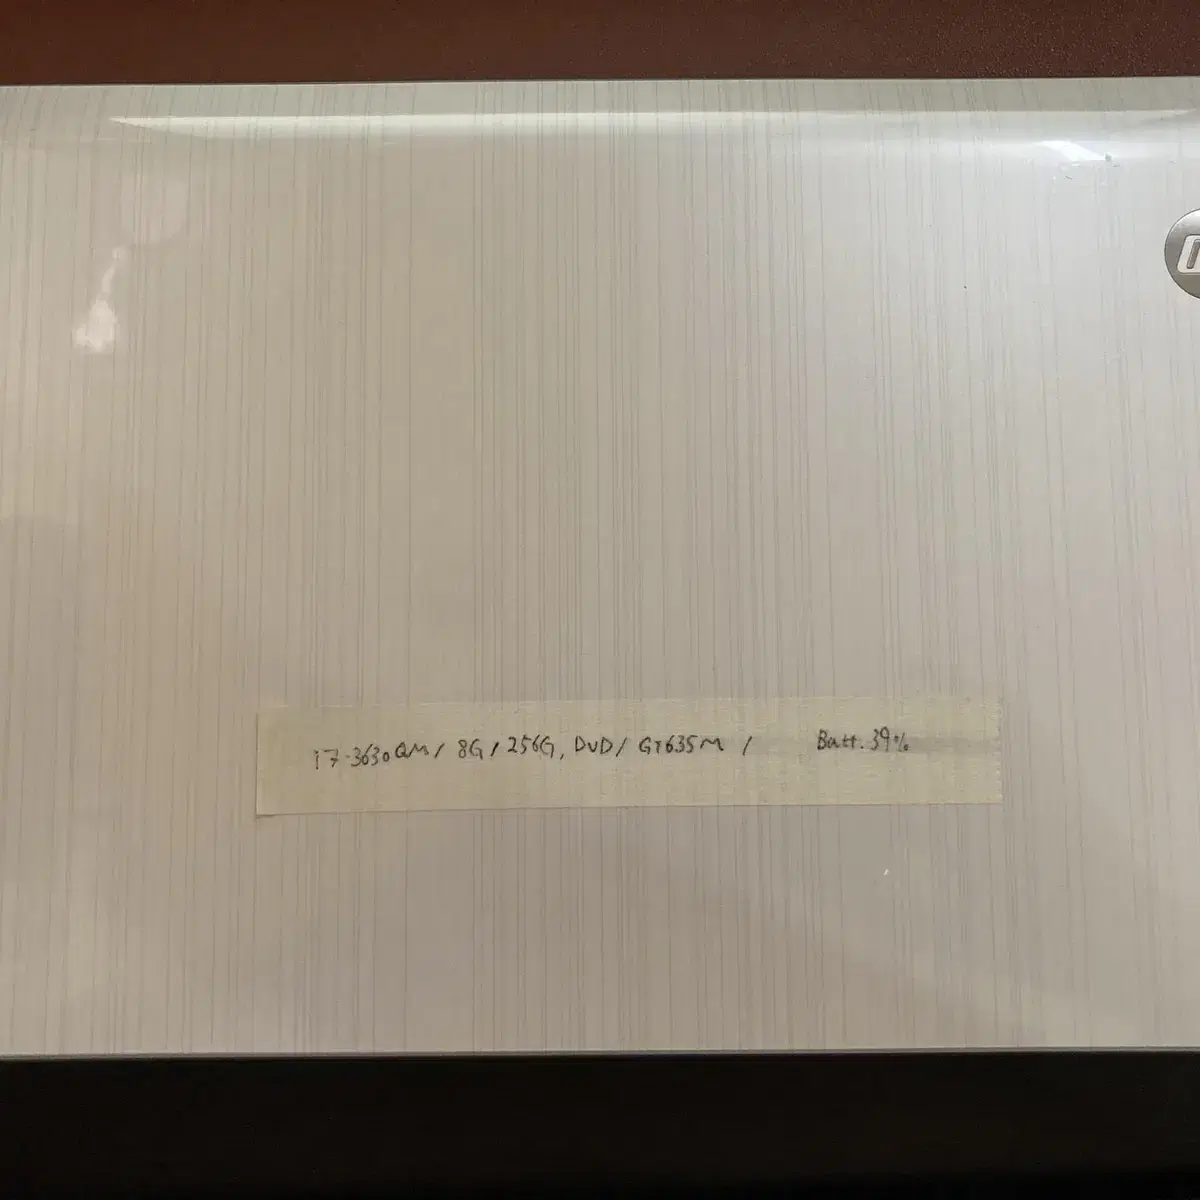 i7-3630QM/ 8G/256G, DVD/ GT635M / Batt. 39%